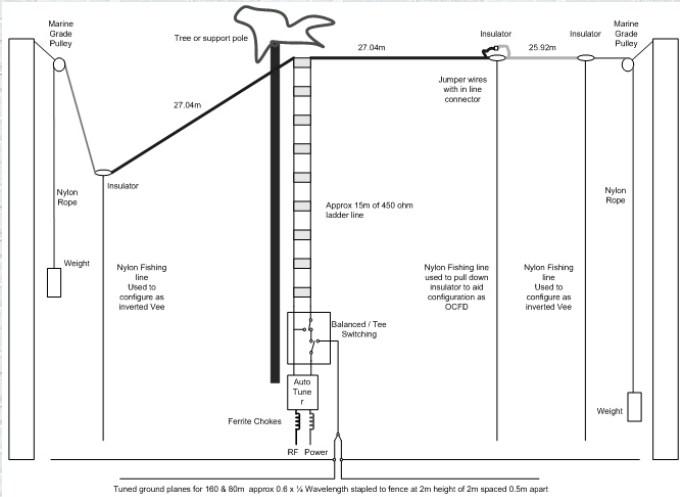 Marine
Grade
Pulley
Tree or support pole
27.04m
Insulator
25.92m
Insulator
Marine
Grade
Pulley
Jumper wires
with in line
connector
27.04m
Insulator
Nylon
Rope
Approx 15m of 450 ohm
ladder line
Nylon
Rope
Weight
Nylon Fishing
line
Used to
configure as
inverted Vee
Nylon Fishing line
used to pull down
insulator to aid
configuration as
OCFD
Nylon Fishing
line
Used to
configure as
inverted Vee
Balanced / Tee
Switching
Auto
Tune
r
Weight
Ferrite Chokes
RF Power
Tuned ground planes for 160 & 80m approx 0.6 x ¼ Wavelength stapled to fence at 2m height of 2m spaced 0.5m apart